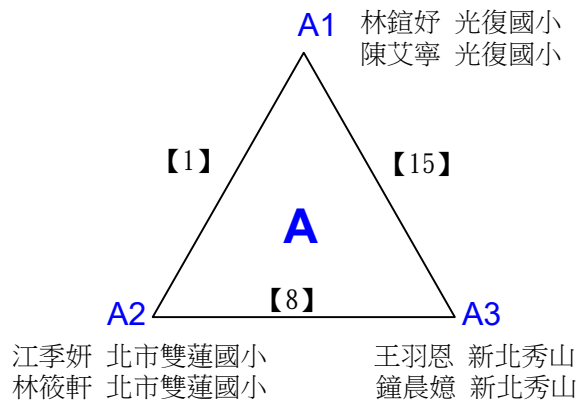 A1
林鎧妤 光復國小
陳艾寧 光復國小
【1】
【15】
A
【8】
A2
A3
江季妍 北市雙蓮國小
林筱軒 北市雙蓮國小
王羽恩 新北秀山
鐘晨嬑 新北秀山